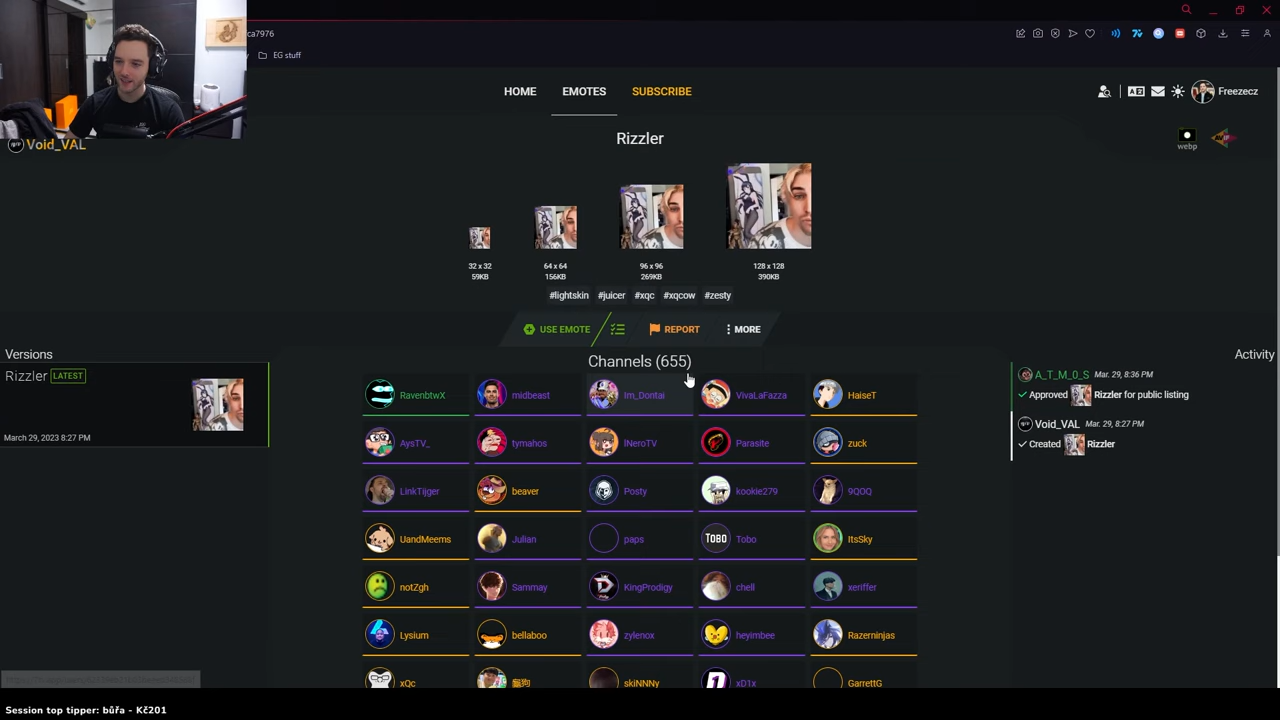 ca7976
EG stuff
HOME EMOTES SUBSCRIBE
Freezecz
Void_VAL
Rizzler
webp
32 x 32
59KB
64 x 64
156KB
96 x 96
269KB
128 x 128
390KB
#lightskin #juicer #xqc #xqcow #zesty
USE EMOTE REPORT MORE
Versions
Rizzler LATEST
March 29, 2023 8:27 PM
Channels (655)
RavenbtwX midbeast Im_Dontai VivaLaFazza HaiseT
AysTV_ tymahos lNeroTV Parasite zuck
LinkTijger beaver Posty kookie279 9QOQ
UandMeems Julian paps Tobo ItsSky
notZgh Sammay KingProdigy chell xeriffer
Lysium bellaboo zylenox heyimbee Razerninjas
xQc skiNNNy xD1x GarrettG
Activity
A_T_M_0_S Mar. 29, 8:36 PM
Approved Rizzler for public listing
Void_VAL Mar. 29, 8:27 PM
Created Rizzler
Session top tipper: bůřa - Kč201